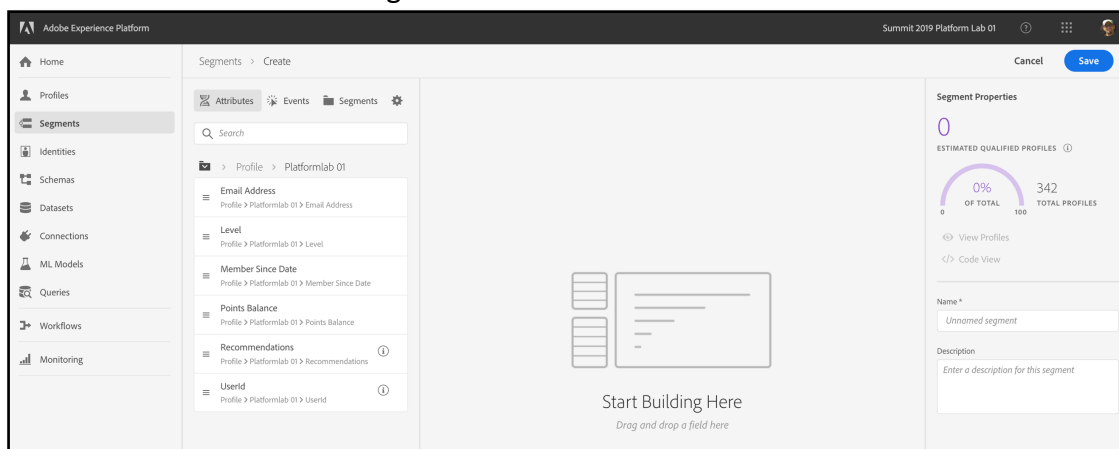 Adobe Experience Platform
Summit 2019 Platform Lab 01
Home
Profiles
Segments
Identities
Schemas
Datasets
Connections
ML Models
Queries
Workflows
Monitoring
Segments > Create
Cancel
Save
Attributes
Events
Segments
Search
> Profile > Platformlab 01
Email Address
Profile > Platformlab 01 > Email Address
Level
Profile > Platformlab 01 > Level
Member Since Date
Profile > Platformlab 01 > Member Since Date
Points Balance
Profile > Platformlab 01 > Points Balance
Recommendations
Profile > Platformlab 01 > Recommendations
UserId
Profile > Platformlab 01 > UserId
Start Building Here
Drag and drop a field here
Segment Properties
0
ESTIMATED QUALIFIED PROFILES
0%
OF TOTAL
0
100
342
TOTAL PROFILES
View Profiles
</> Code View
Name *
Unnamed segment
Description
Enter a description for this segment